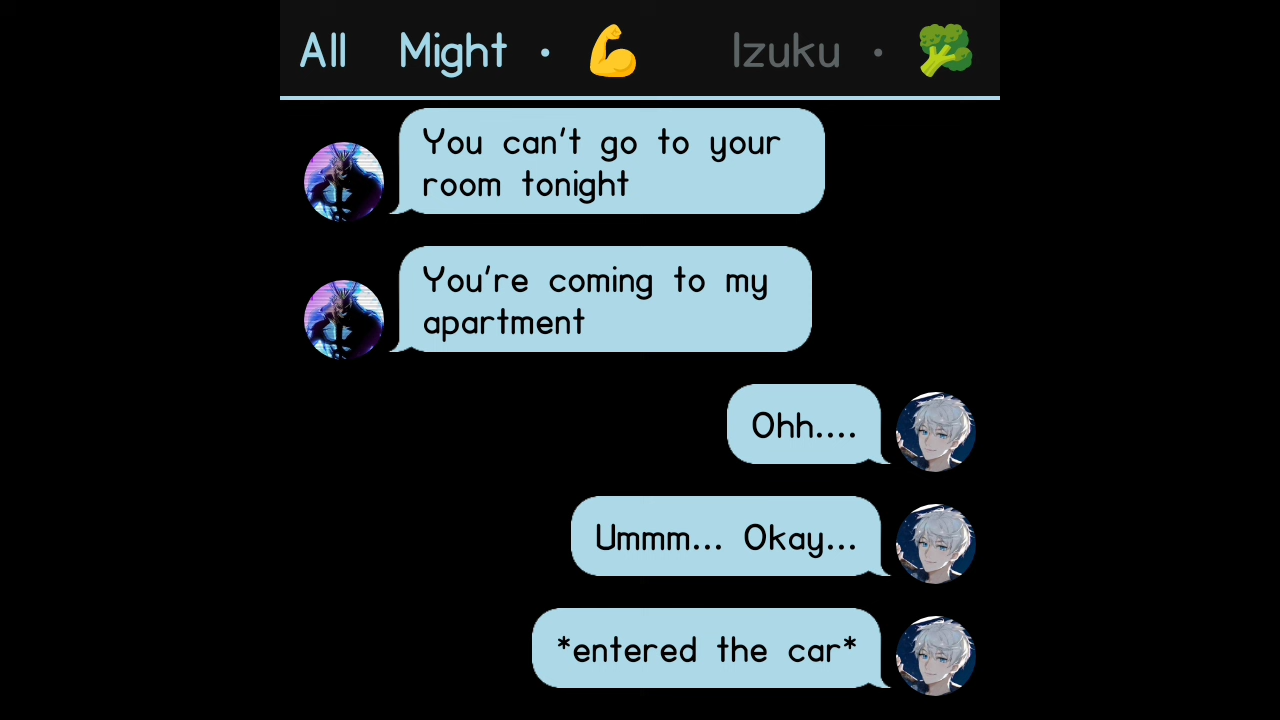 All Might • 💪 Izuku • 🥦
You can't go to your
room tonight
You're coming to my
apartment
Ohh....
Ummm... Okay...
*entered the car*